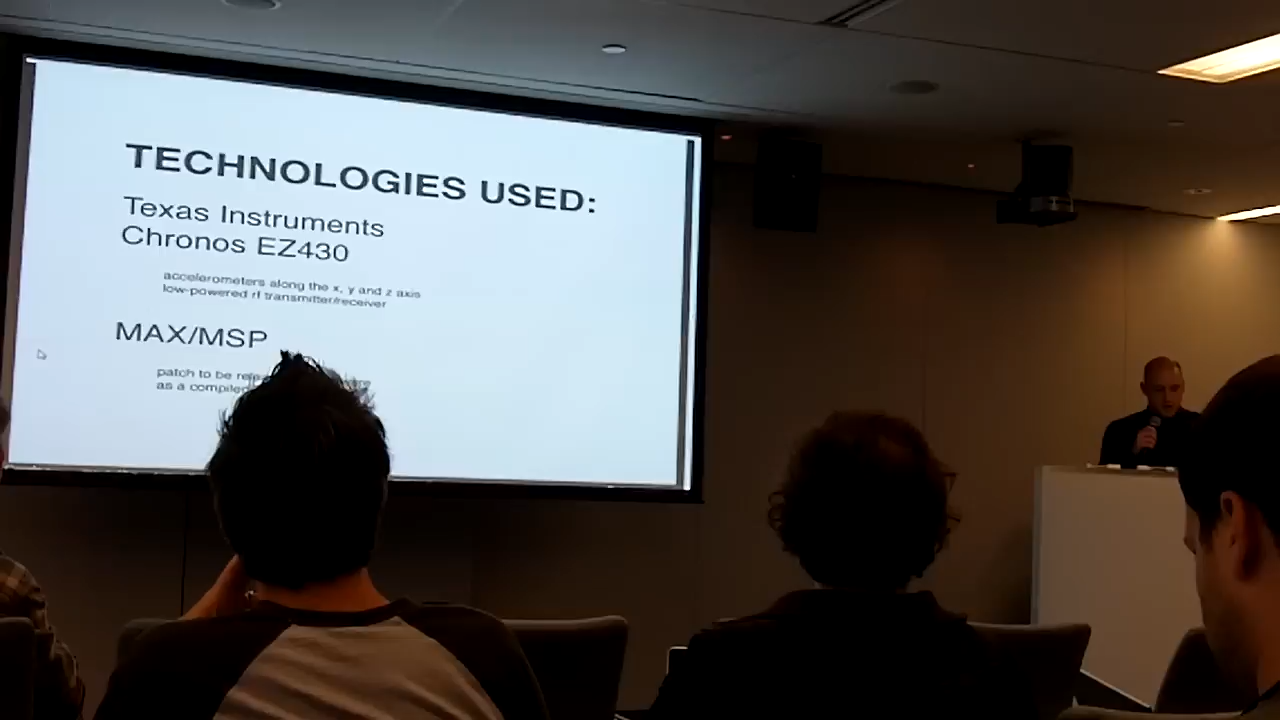 TECHNOLOGIES USED:
Texas Instruments
Chronos EZ430
accelerometers along the x, y and z axis
low-powered rf transmitter/receiver
MAX/MSP
patch to be
as a compiled